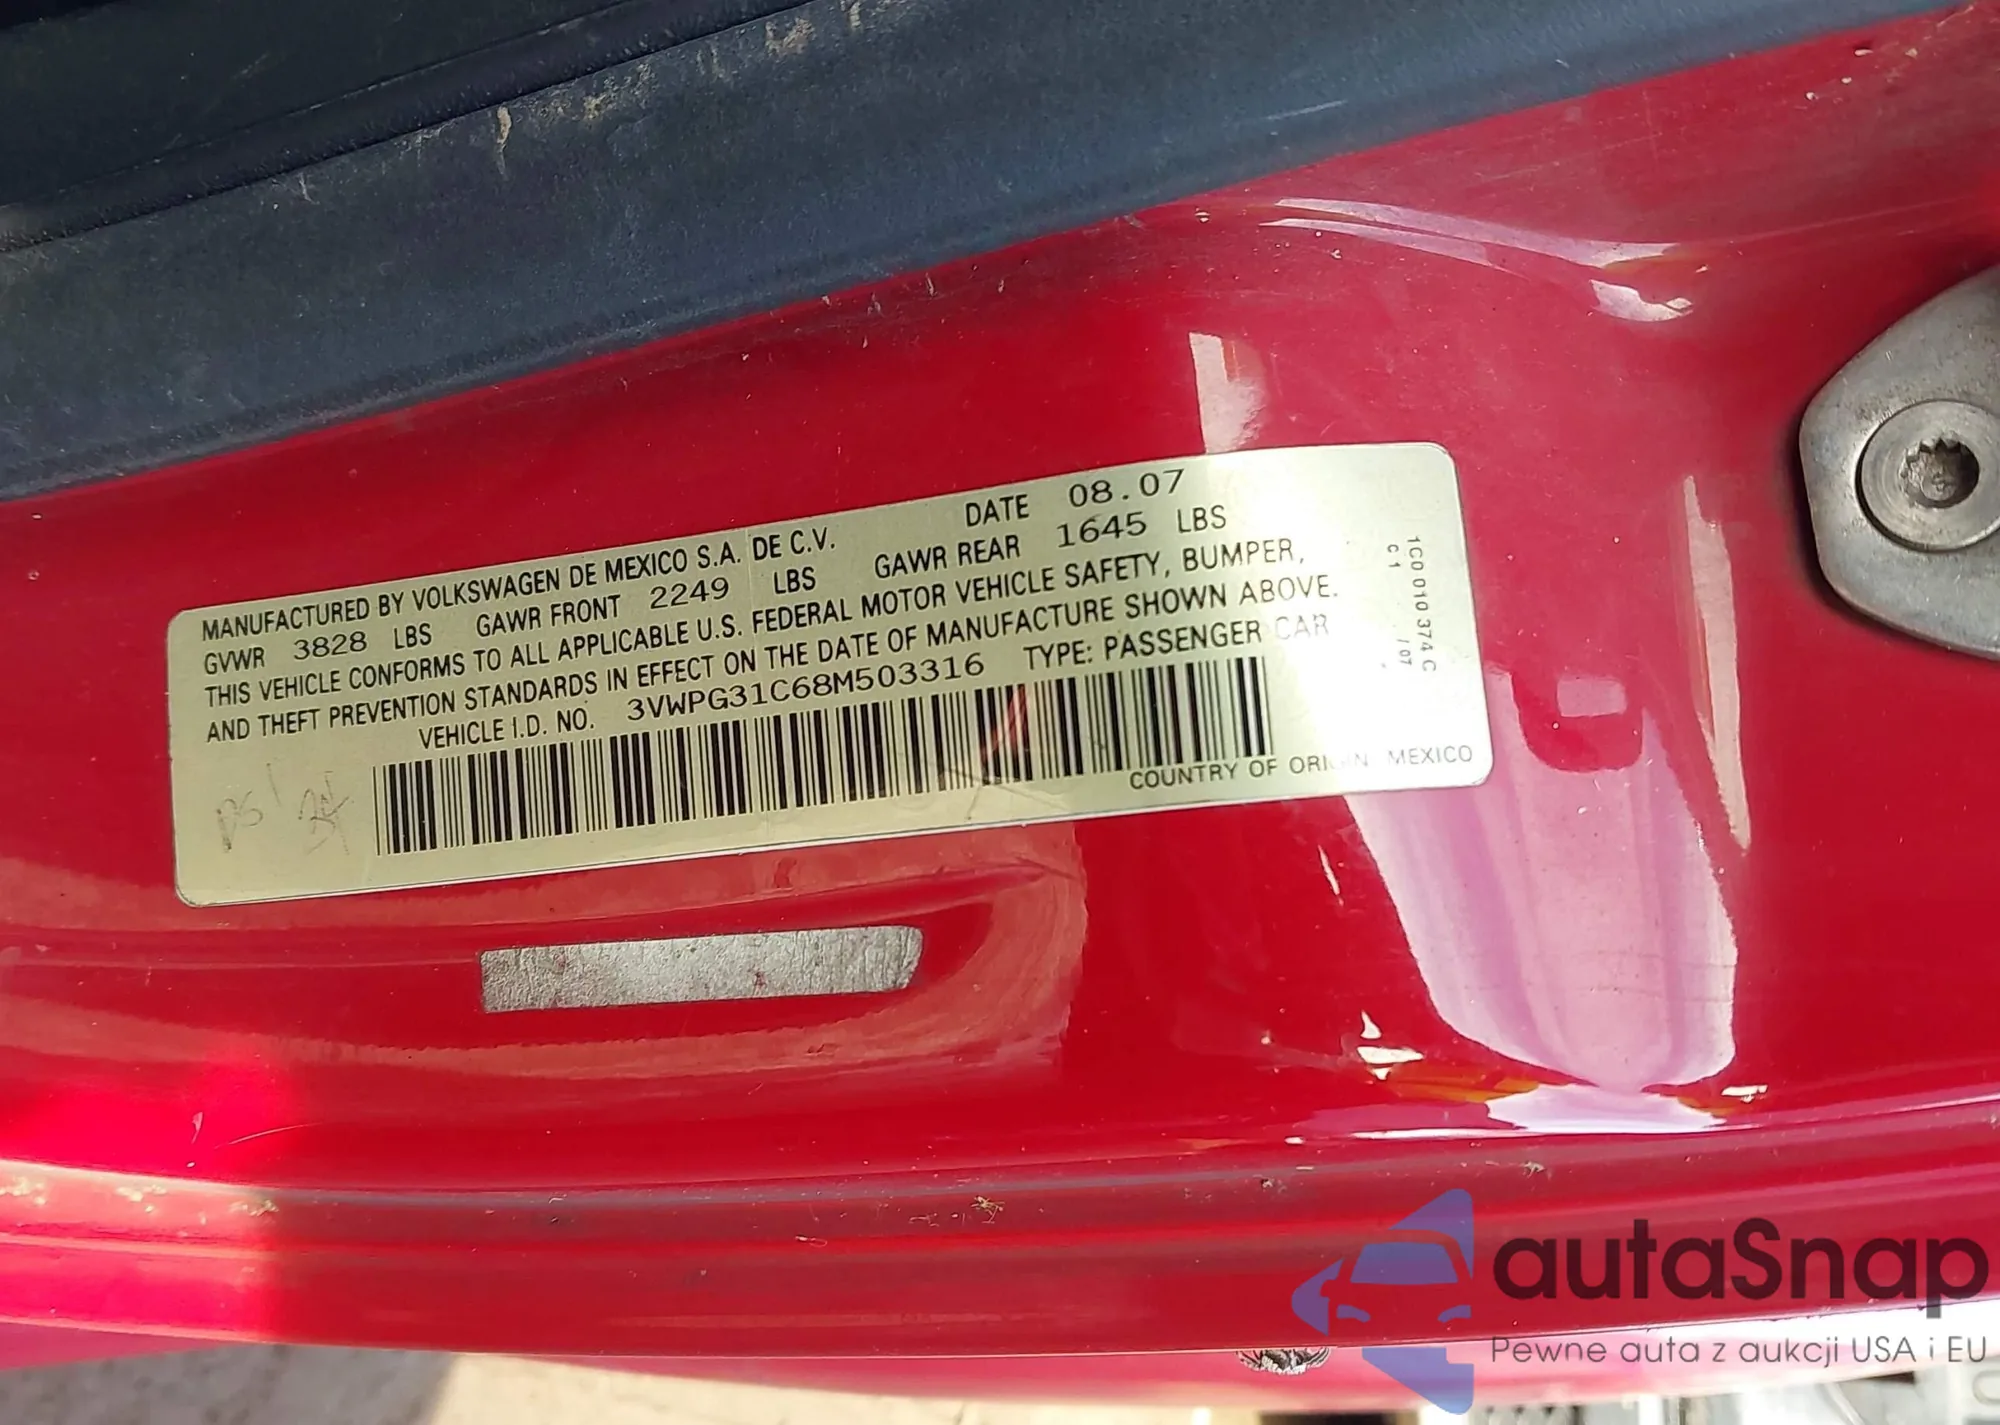 MANUFACTURED BY VOLKSWAGEN DE MEXICO S.A. DE C.V. DATE 08.07
GVWR 3828 LBS GAWR FRONT 2249 LBS GAWR REAR 1645 LBS
THIS VEHICLE CONFORMS TO ALL APPLICABLE U.S. FEDERAL MOTOR VEHICLE SAFETY, BUMPER,
AND THEFT PREVENTION STANDARDS IN EFFECT ON THE DATE OF MANUFACTURE SHOWN ABOVE.
VEHICLE I.D. NO. 3VWPG31C68M503316 TYPE: PASSENGER CAR
COUNTRY OF ORIGIN MEXICO
1C0 010 374 C
C1 /07
autaSnap
Pewne auta z aukcji USA i EU